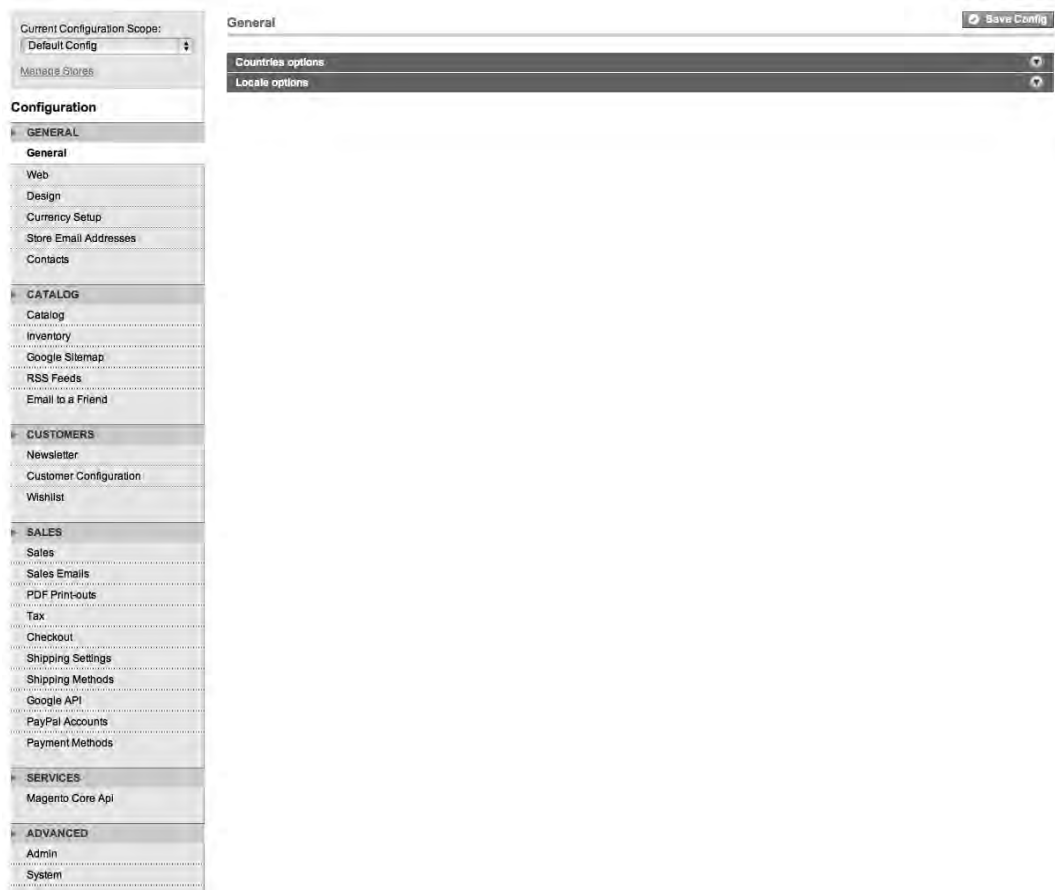 Current Configuration Scope:
Default Config
Manage Stores
Configuration
GENERAL
General
Web
Design
Currency Setup
Store Email Addresses
Contacts
CATALOG
Catalog
Inventory
Google Sitemap
RSS Feeds
Email to a Friend
CUSTOMERS
Newsletter
Customer Configuration
Wishlist
SALES
Sales
Sales Emails
PDF Print-outs
Tax
Checkout
Shipping Settings
Shipping Methods
Google API
PayPal Accounts
Payment Methods
SERVICES
Magento Core Api
ADVANCED
Admin
System
General
Save Config
Countries options
Locale options